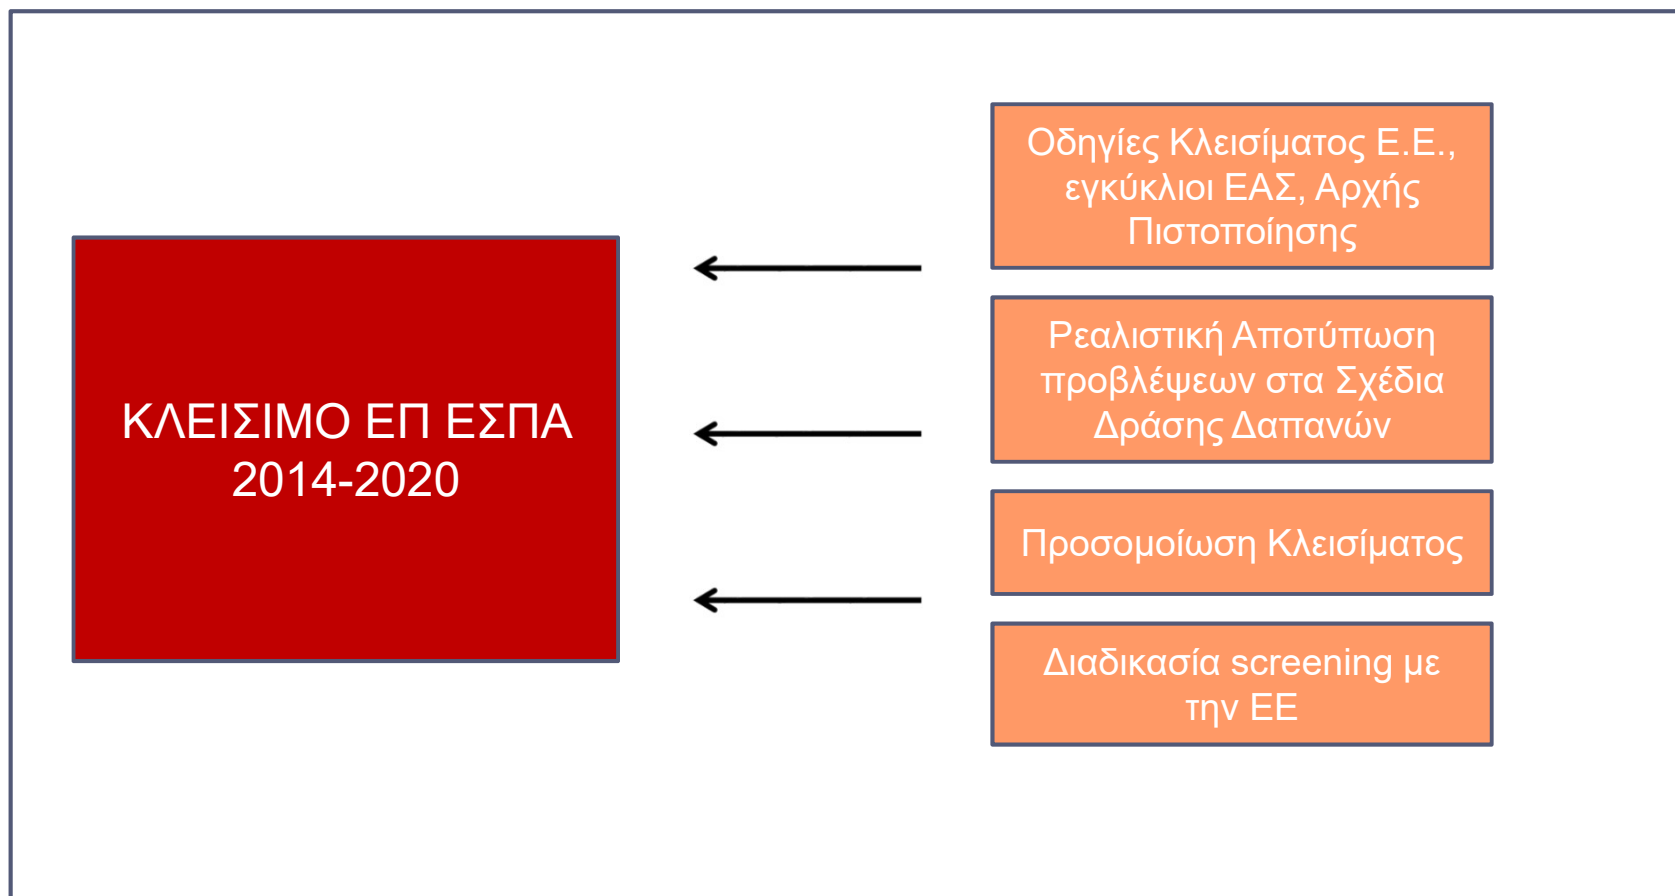 ΚΛΕΙΣΙΜΟ ΕΠ ΕΣΠΑ
2014-2020
Οδηγίες Κλεισίματος Ε.Ε.,
εγκύκλιοι ΕΑΣ, Αρχής
Πιστοποίησης
Ρεαλιστική Αποτύπωση
προβλέψεων στα Σχέδια
Δράσης Δαπανών
Προσομοίωση Κλεισίματος
Διαδικασία screening με
την ΕΕ